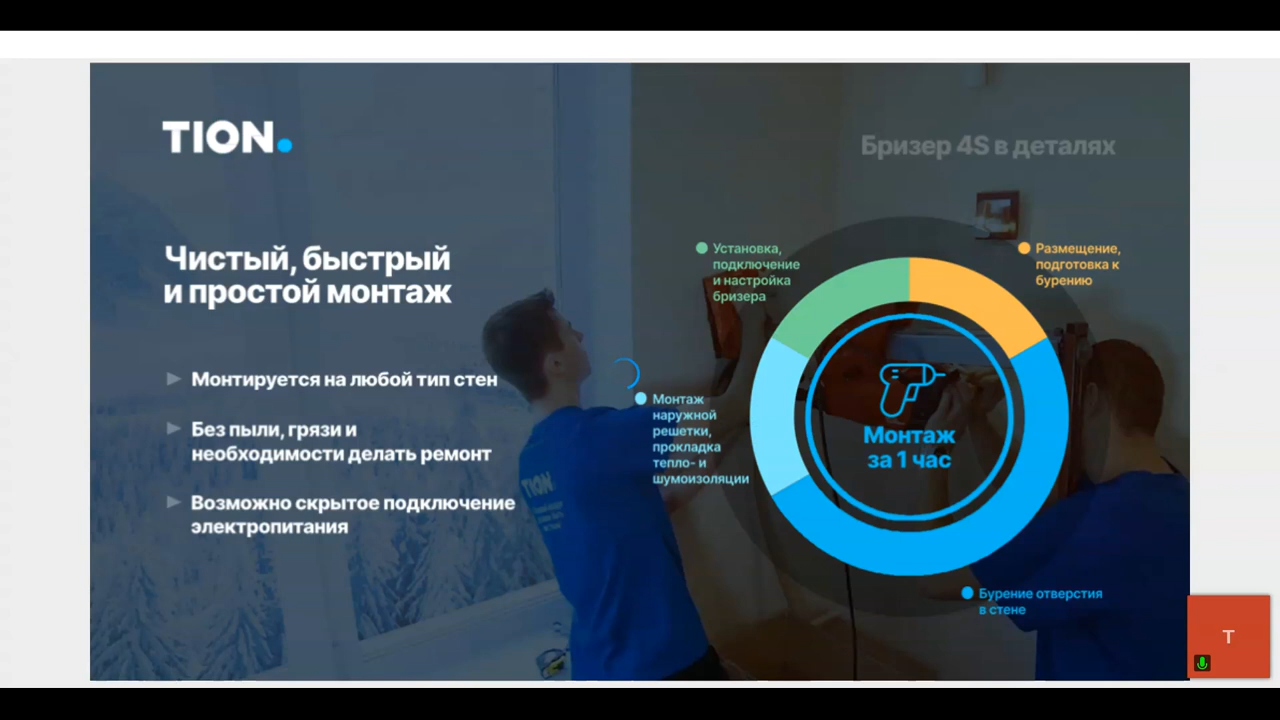 TION.
Бризер 4S в деталях
Чистый, быстрый
и простой монтаж
Монтируется на любой тип стен
Без пыли, грязи и
необходимости делать ремонт
Возможно скрытое подключение
электропитания
Установка,
подключение
и настройка
бризера
Размещение,
подготовка к
бурению
Монтаж
наружной
решетки,
прокладка
тепло- и
шумоизоляции
Монтаж
за 1 час
Бурение отверстия
в стене
TION
T